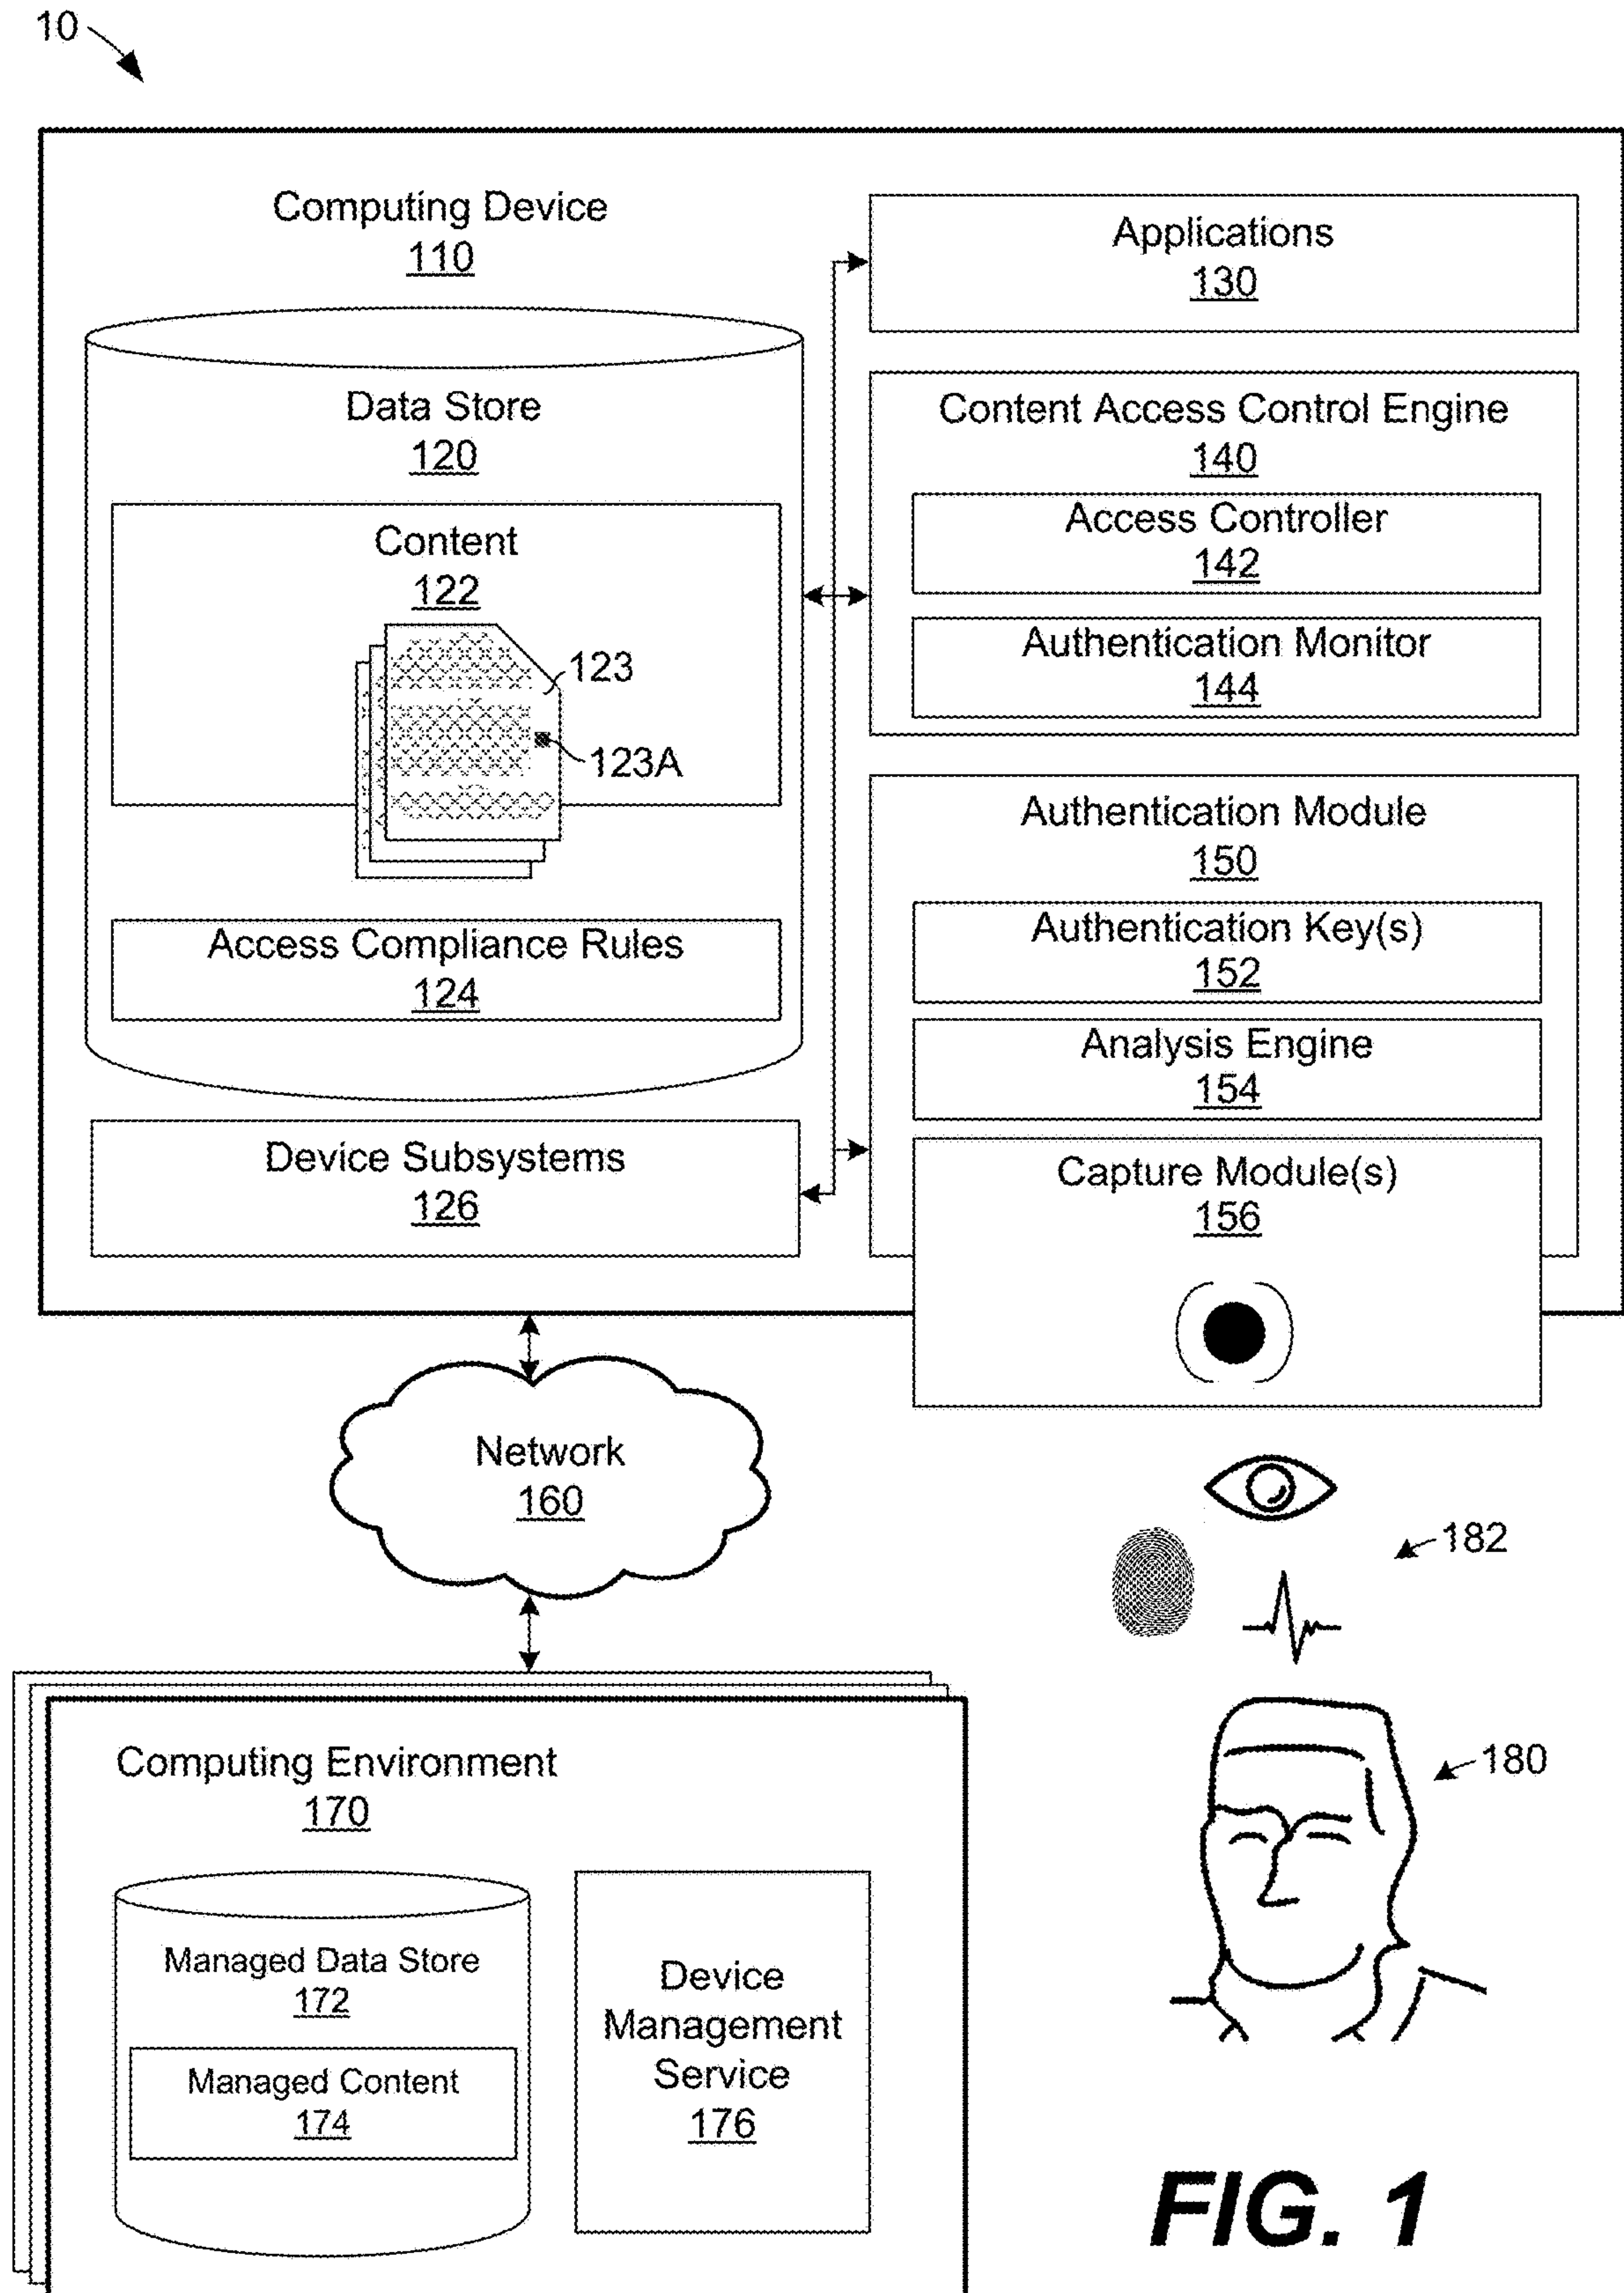 10
Computing Device
110
Data Store
120
Content
122
123
123A
Access Compliance Rules
124
Device Subsystems
126
Applications
130
Content Access Control Engine
140
Access Controller
142
Authentication Monitor
144
Authentication Module
150
Authentication Key(s)
152
Analysis Engine
154
Capture Module(s)
156
Network
160
182
180
Computing Environment
170
Managed Data Store
172
Managed Content
174
Device
Management
Service
176
FIG. 1